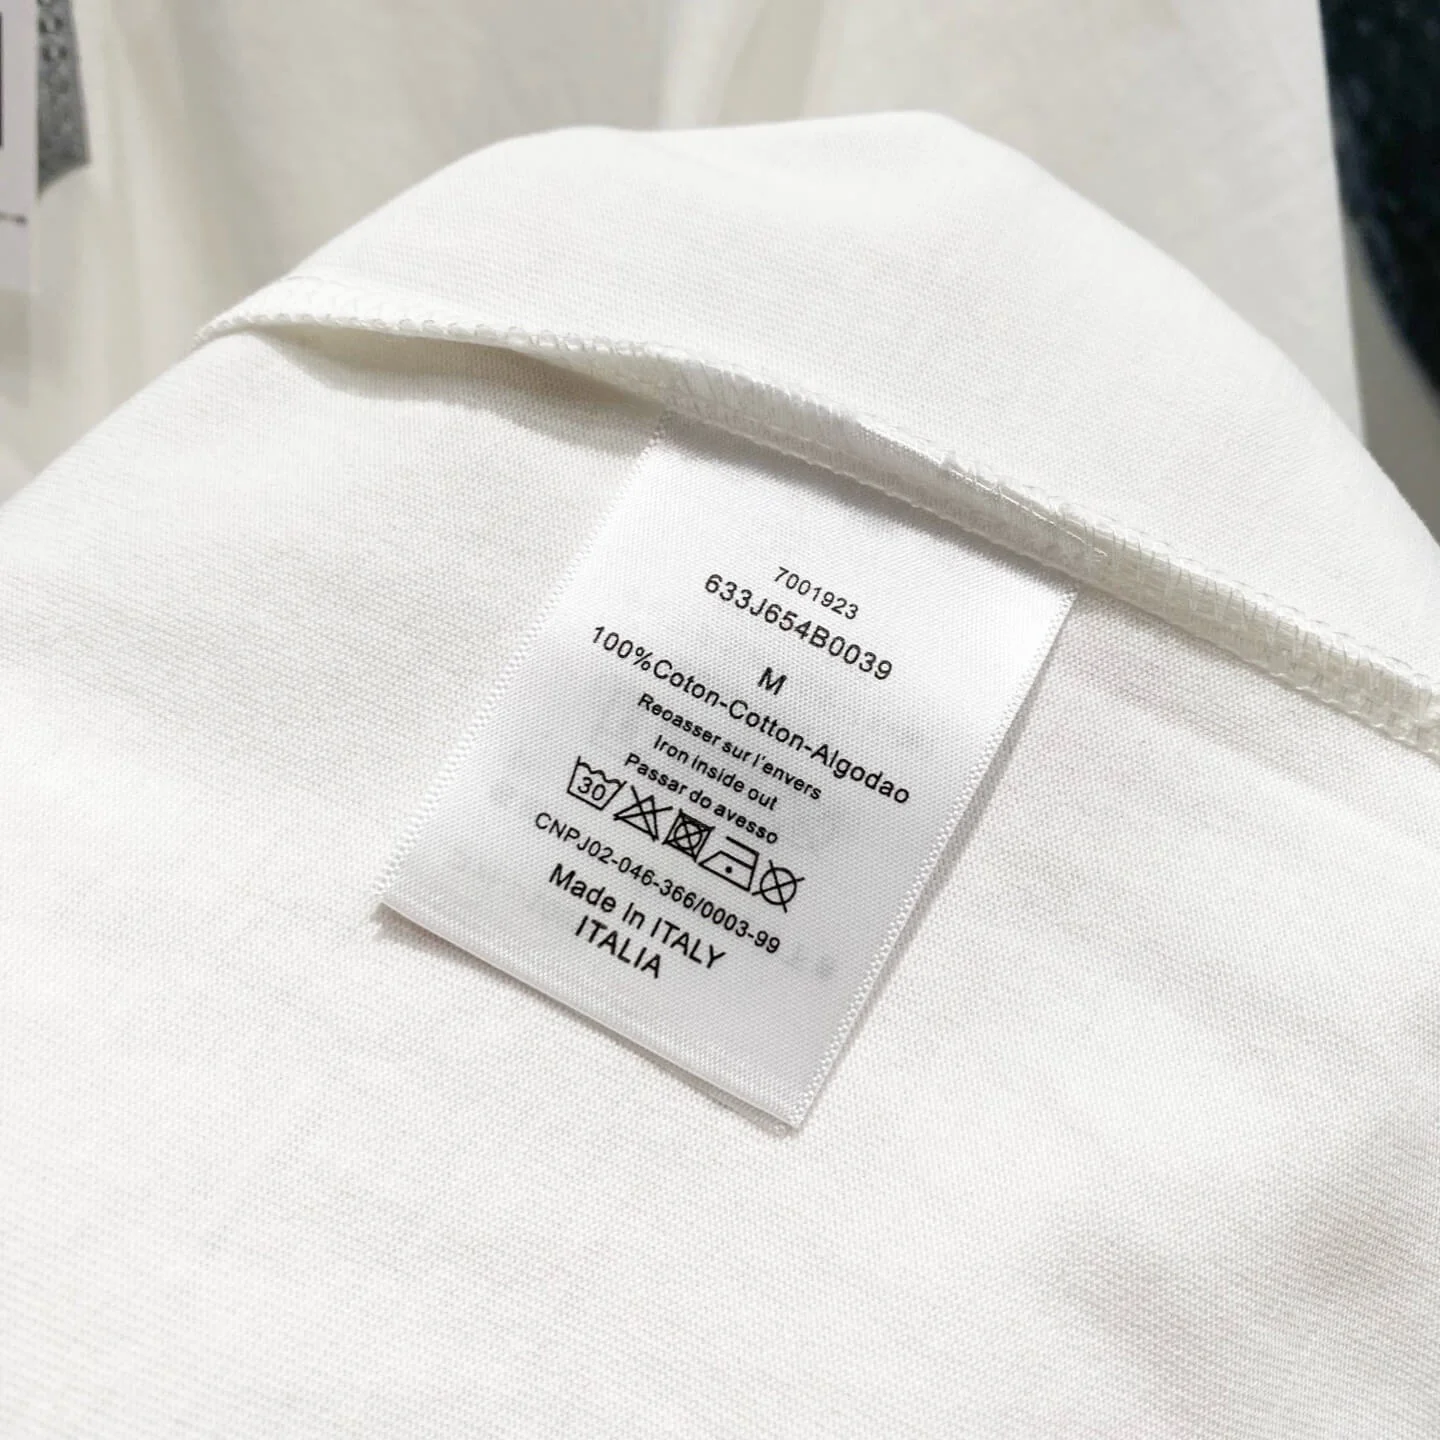 7001923
633J654B0039
M
100%Coton-Cotton-Algodao
Reoasser sur l'envers
Iron inside out
Passar do avesso
30
CNPJ02-046-366/0003-99
Made In ITALY
ITALIA